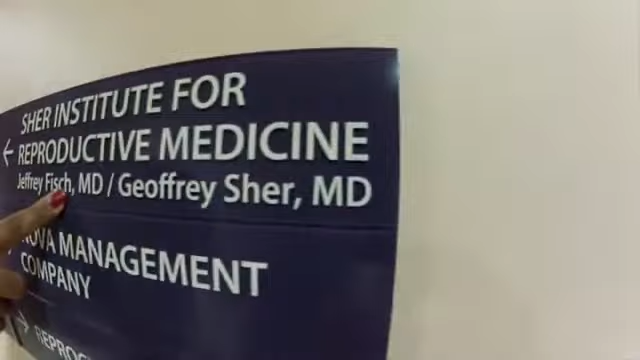 SHER INSTITUTE FOR
REPRODUCTIVE MEDICINE
Jeffrey Fisch, MD / Geoffrey Sher, MD
MANAGEMENT
COMPANY